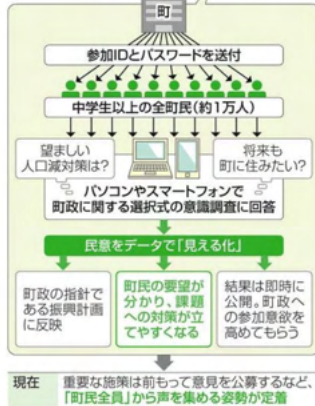 町
参加IDとパスワードを送付
中学生以上の全町民(約1万人)
望ましい
人口減対策は?
将来も
町に住みたい?
パソコンやスマートフォンで
町政に関する選択式の意識調査に回答
民意をデータで「見える化」
町政の指針で
ある振興計画
に反映
町民の要望が
分かり、課題
への対策が立
てやすくなる
結果は即時に
公開。町政へ
の参加意欲を
高めてもらう
現在
重要な施策は前もって意見を公募するなど、
「町民全員」から声を集める姿勢が定着